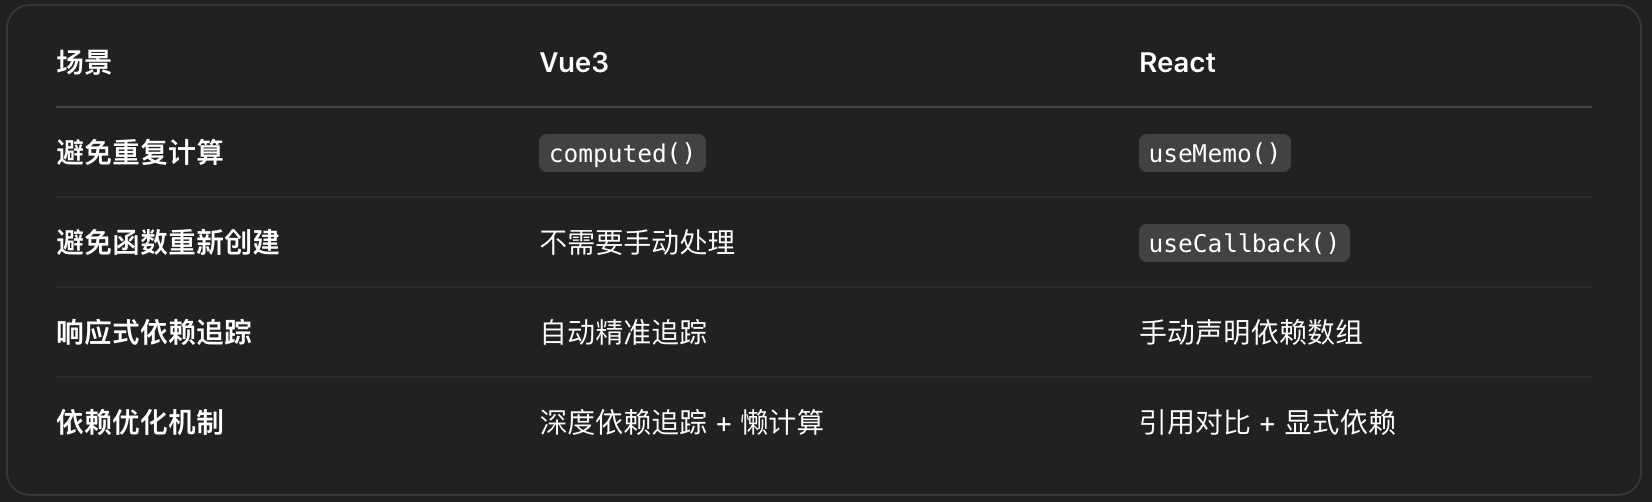 场景 Vue3 React
避免重复计算 computed() useMemo()
避免函数重新创建 不需要手动处理 useCallback()
响应式依赖追踪 自动精准追踪 手动声明依赖数组
依赖优化机制 深度依赖追踪 + 懒计算 引用对比 + 显式依赖